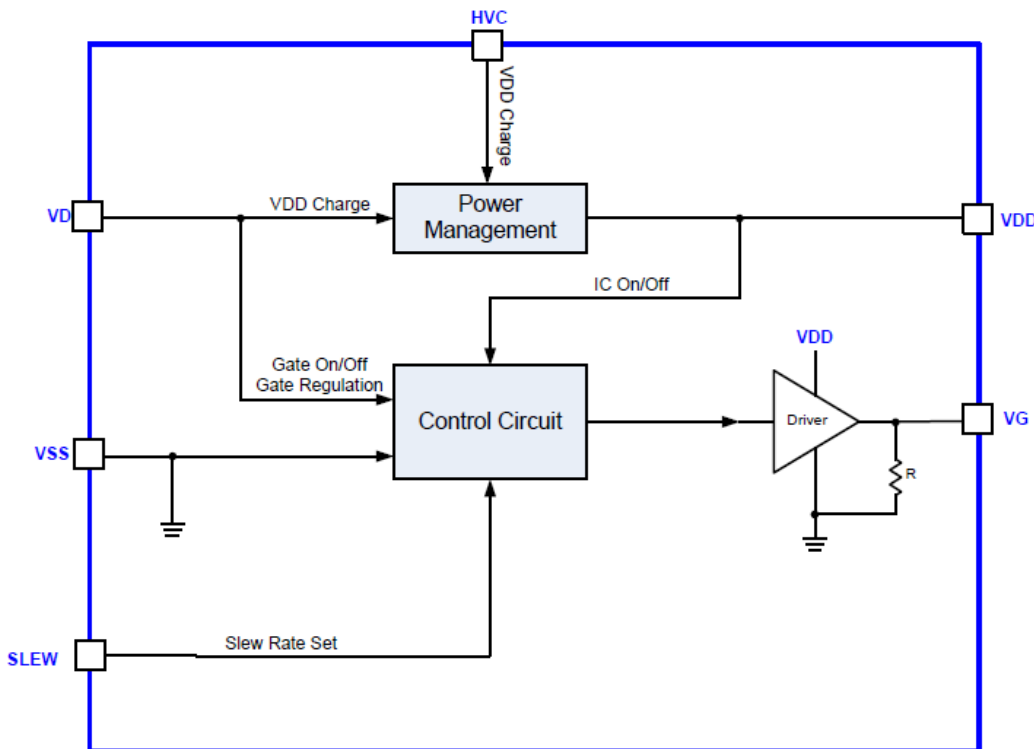 HVC
VDD Charge
VD
VDD Charge
Power
Management
VDD
IC On/Off
VDD
Gate On/Off
Gate Regulation
Control Circuit
Driver
VG
VSS
R
Slew Rate Set
SLEW